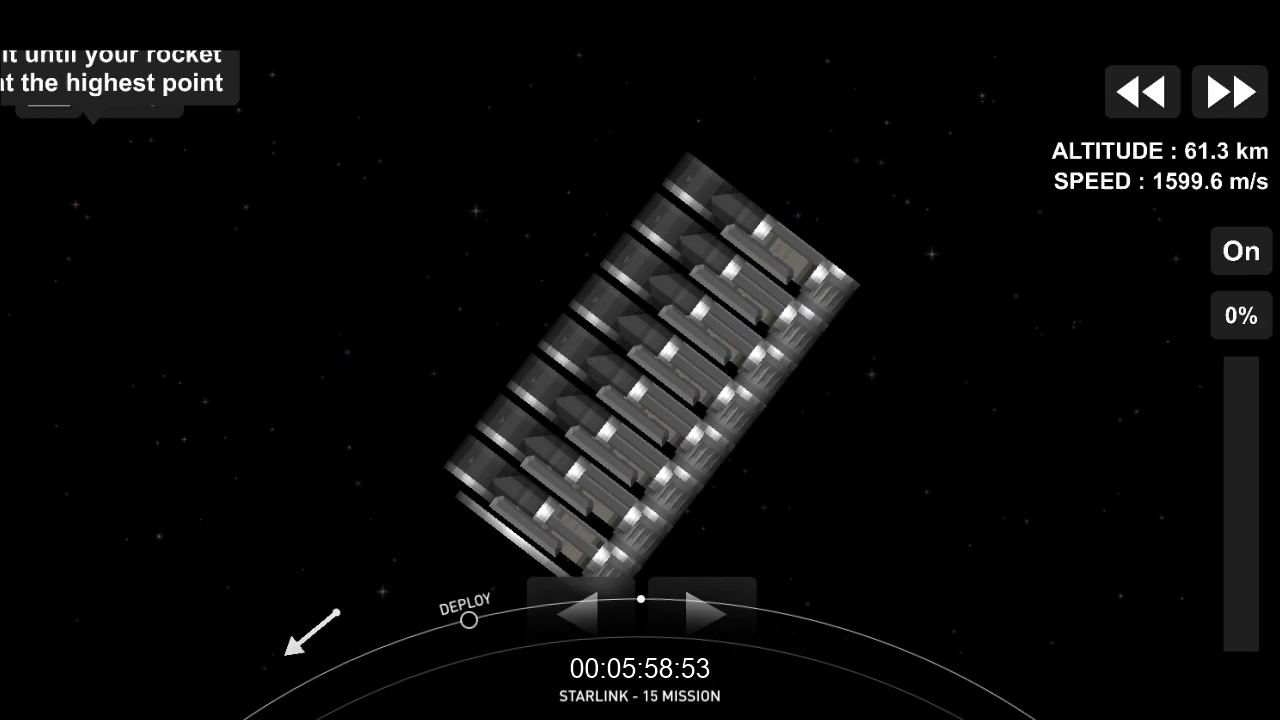 it until your rocket
at the highest point
ALTITUDE : 61.3 km
SPEED : 1599.6 m/s
On
0%
DEPLOY
00:05:58:53
STARLINK - 15 MISSION